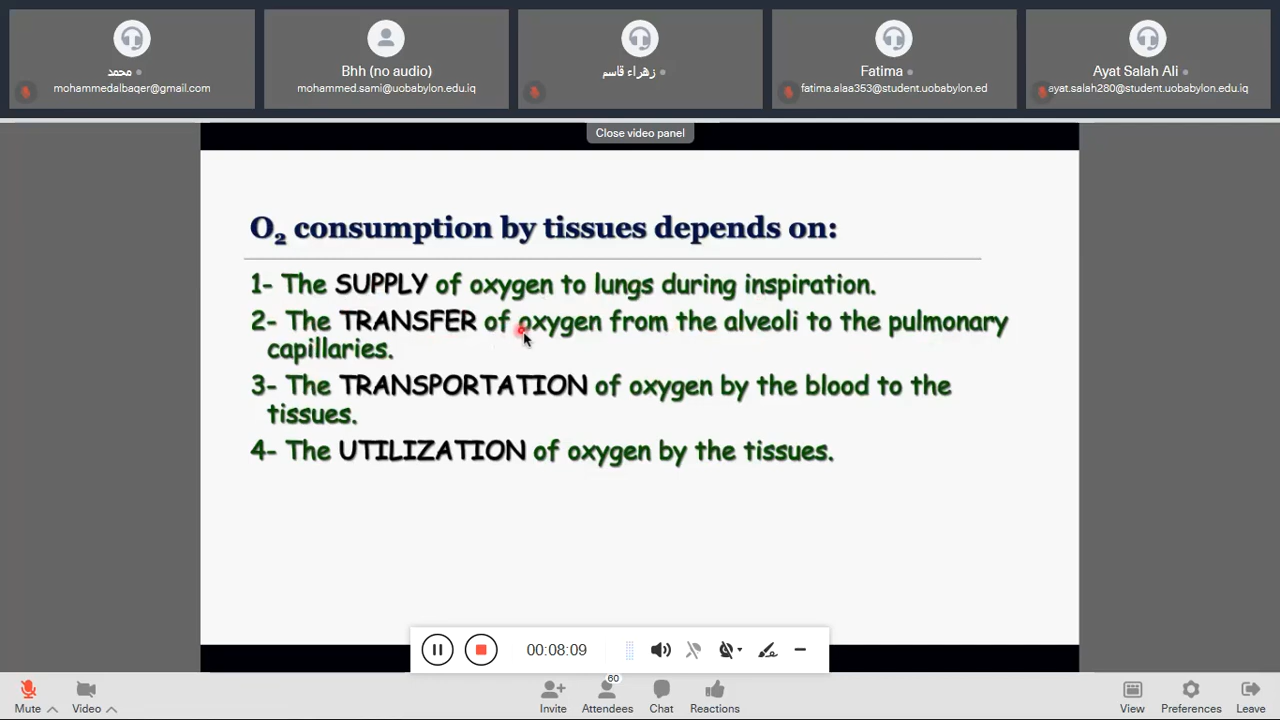 محمد
mohammedalbaqer@gmail.com
Bhh (no audio)
mohammed.sami@uobabylon.edu.iq
زهراء قاسم
Fatima
fatima.alaa353@student.uobabylon.ed
Ayat Salah Ali
ayat.salah280@student.uobabylon.edu.iq
Close video panel
O₂ consumption by tissues depends on:
1- The SUPPLY of oxygen to lungs during inspiration.
2- The TRANSFER of oxygen from the alveoli to the pulmonary
capillaries.
3- The TRANSPORTATION of oxygen by the blood to the
tissues.
4- The UTILIZATION of oxygen by the tissues.
00:08:09
60
Mute
Video
Invite
Attendees
Chat
Reactions
View
Preferences
Leave